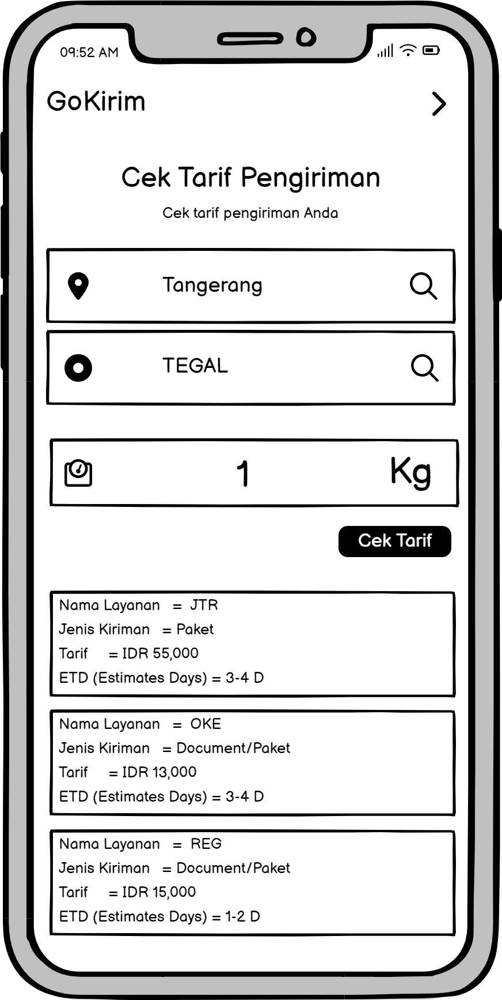 09:52 AM
GoKirim
Cek Tarif Pengiriman
Cek tarif pengiriman Anda
Tangerang
TEGAL
1 Kg
Cek Tarif
Nama Layanan = JTR
Jenis Kiriman = Paket
Tarif = IDR 55,000
ETD (Estimates Days) = 3-4 D
Nama Layanan = OKE
Jenis Kiriman = Document/Paket
Tarif = IDR 13,000
ETD (Estimates Days) = 3-4 D
Nama Layanan = REG
Jenis Kiriman = Document/Paket
Tarif = IDR 15,000
ETD (Estimates Days) = 1-2 D